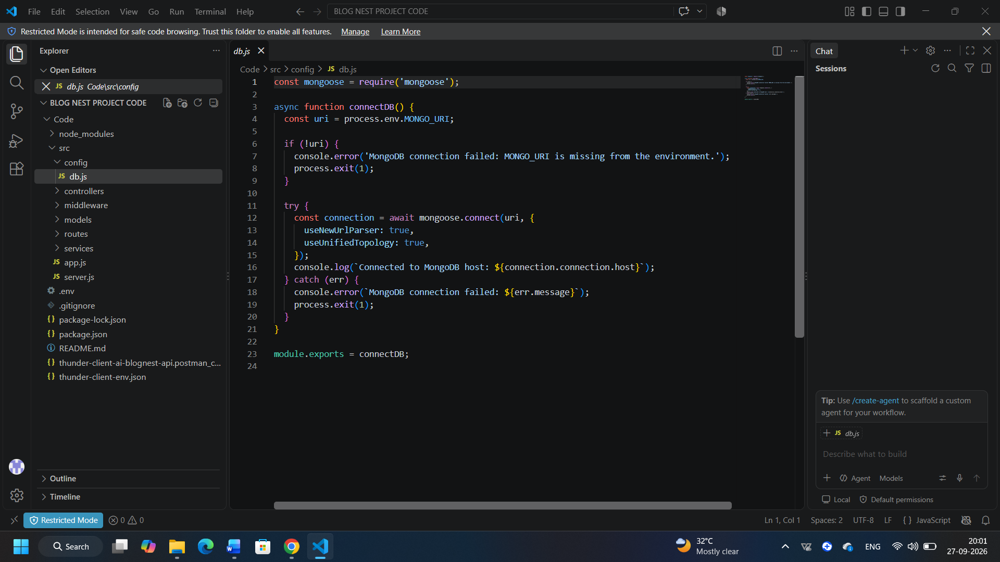 File Edit Selection View Go Run Terminal Help
BLOG NEST PROJECT CODE
Restricted Mode is intended for safe code browsing. Trust this folder to enable all features. Manage Learn More
Explorer
Open Editors
JS db.js Code\src\config
BLOG NEST PROJECT CODE
Code
node_modules
src
config
JS db.js
controllers
middleware
models
routes
services
JS app.js
JS server.js
.env
.gitignore
{} package-lock.json
{} package.json
README.md
{} thunder-client-ai-blognest-api.postman_c...
{} thunder-client-env.json
Outline
Timeline
db.js
Code > src > config > JS db.js
1 const mongoose = require('mongoose');
2
3 async function connectDB() {
4 const uri = process.env.MONGO_URI;
5
6 if (!uri) {
7 console.error('MongoDB connection failed: MONGO_URI is missing from the environment.');
8 process.exit(1);
9 }
10
11 try {
12 const connection = await mongoose.connect(uri, {
13 useNewUrlParser: true,
14 useUnifiedTopology: true,
15 });
16 console.log(`Connected to MongoDB host: ${connection.connection.host}`);
17 } catch (err) {
18 console.error(`MongoDB connection failed: ${err.message}`);
19 process.exit(1);
20 }
21 }
22
23 module.exports = connectDB;
24
Chat
Sessions
Tip: Use /create-agent to scaffold a custom
agent for your workflow.
JS db.js
Describe what to build
Agent Models
Local Default permissions
Restricted Mode 0 0
Ln 1, Col 1 Spaces: 2 UTF-8 LF {} JavaScript
Search
32°C
Mostly clear
ENG
20:01
27-09-2026